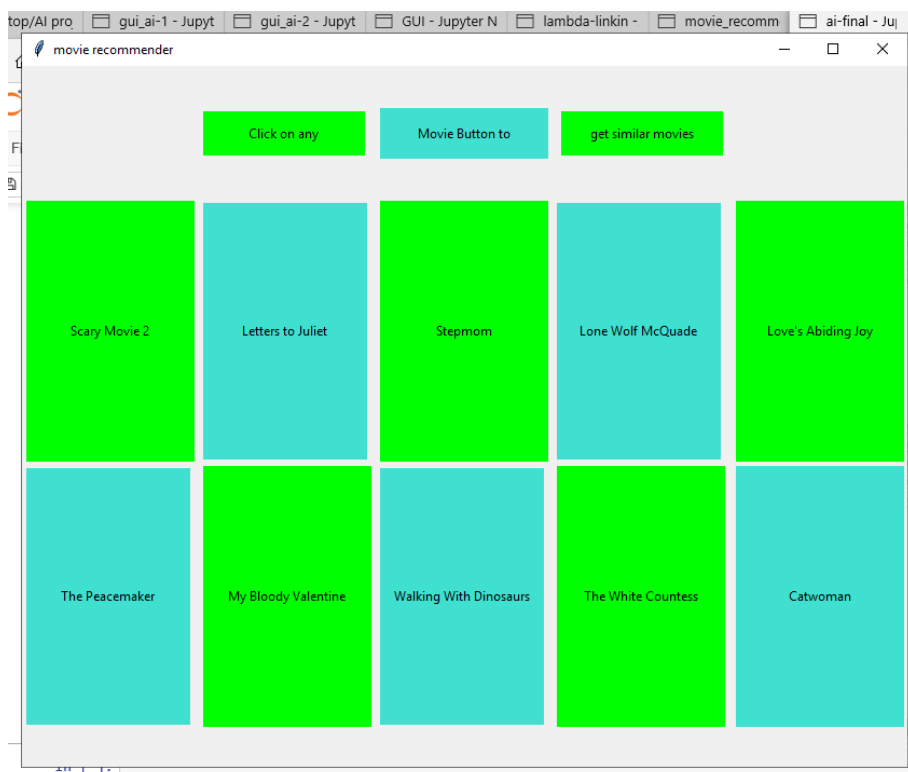 top/AI pro
gui_ai-1 - Jupyt
gui_ai-2 - Jupyt
GUI - Jupyter N
lambda-linkin -
movie_recomm
ai-final - Ju
movie recommender
Fi
Click on any
Movie Button to
get similar movies
Scary Movie 2
Letters to Juliet
Stepmom
Lone Wolf McQuade
Love's Abiding Joy
The Peacemaker
My Bloody Valentine
Walking With Dinosaurs
The White Countess
Catwoman